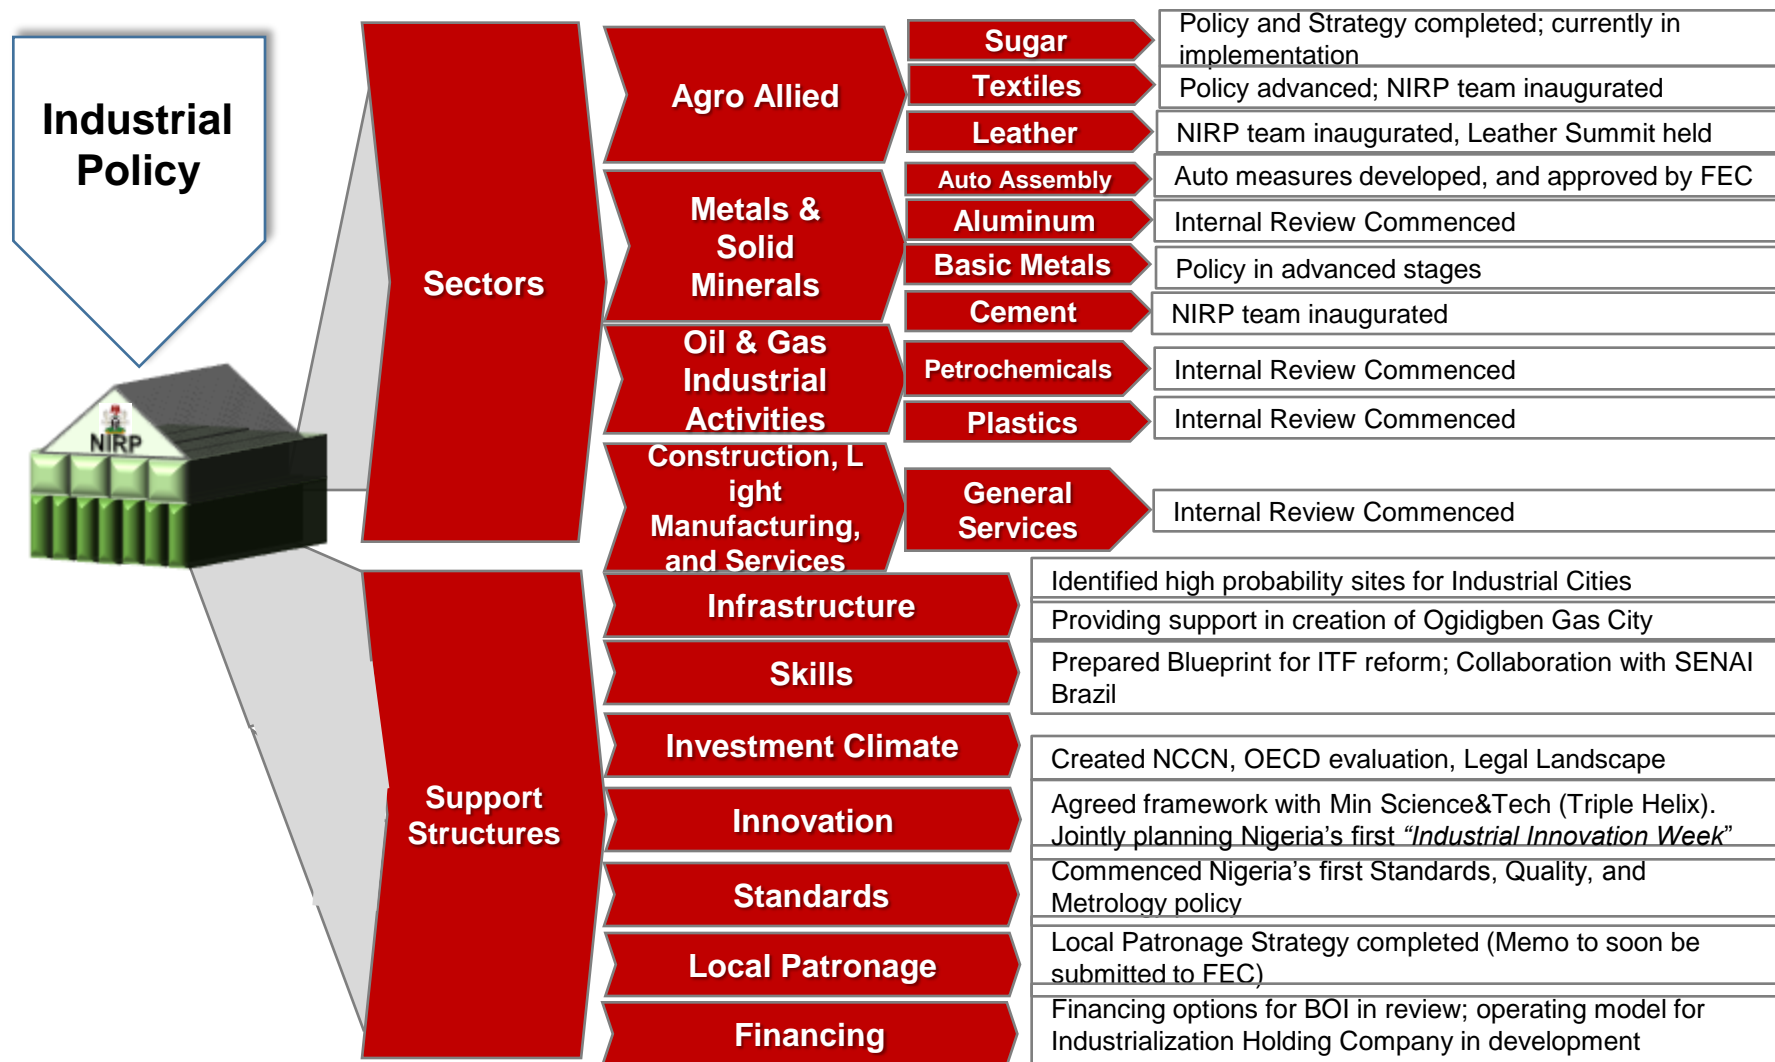 Industrial
Policy
NIRP
Sectors
Agro Allied
Sugar
Policy and Strategy completed; currently in
implementation
Textiles
Policy advanced; NIRP team inaugurated
Leather
NIRP team inaugurated, Leather Summit held
Metals &
Solid
Minerals
Auto Assembly
Auto measures developed, and approved by FEC
Aluminum
Internal Review Commenced
Basic Metals
Policy in advanced stages
Cement
NIRP team inaugurated
Oil & Gas
Industrial
Activities
Petrochemicals
Internal Review Commenced
Plastics
Internal Review Commenced
Construction, L
ight
Manufacturing,
and Services
General
Services
Internal Review Commenced
Support
Structures
Infrastructure
Identified high probability sites for Industrial Cities
Providing support in creation of Ogidigben Gas City
Skills
Prepared Blueprint for ITF reform; Collaboration with SENAI
Brazil
Investment Climate
Created NCCN, OECD evaluation, Legal Landscape
Innovation
Agreed framework with Min Science&Tech (Triple Helix).
Jointly planning Nigeria’s first “Industrial Innovation Week”
Standards
Commenced Nigeria’s first Standards, Quality, and
Metrology policy
Local Patronage
Local Patronage Strategy completed (Memo to soon be
submitted to FEC)
Financing
Financing options for BOI in review; operating model for
Industrialization Holding Company in development